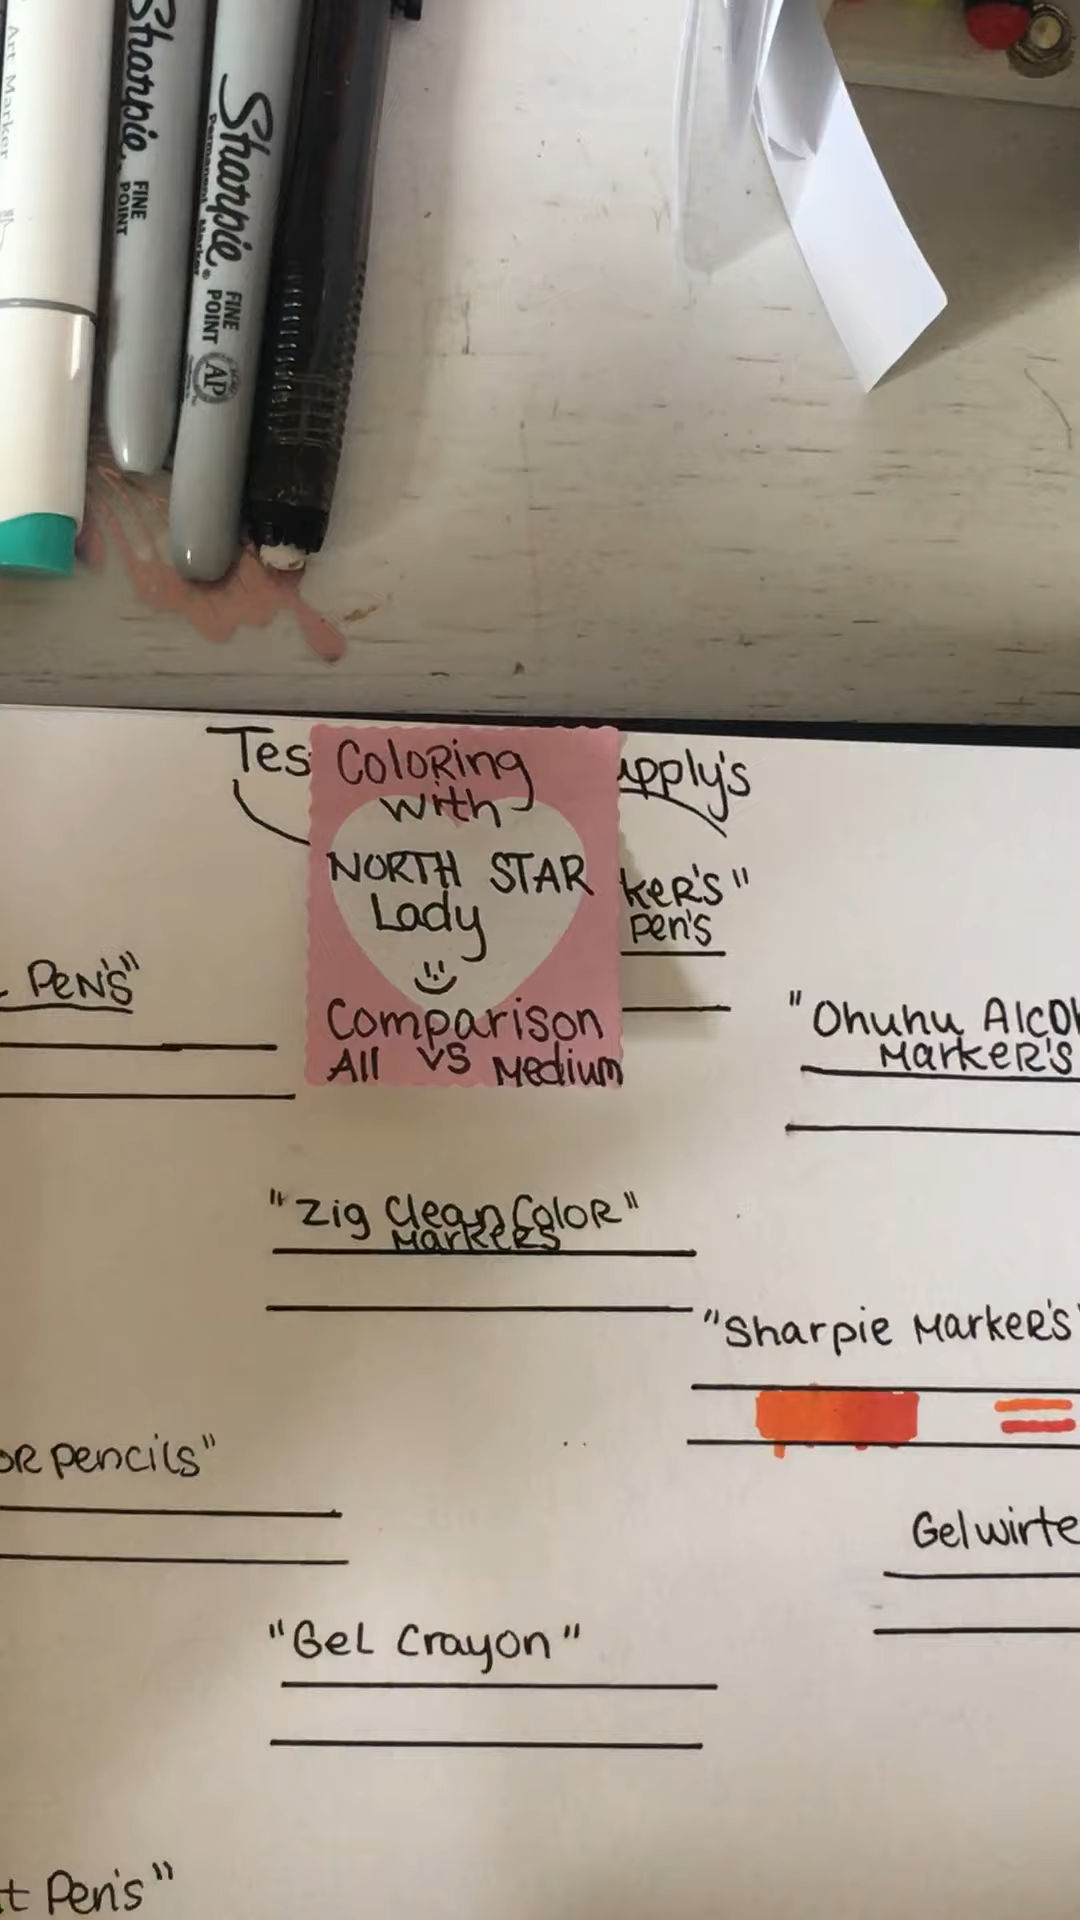 Art Marker
Sharpie
FINE
POINT
Sharpie
Permanent Marker
FINE
POINT
AP
Tes
Coloring
with
NORTH STAR
Lady
Comparison
All vs Medium
upply's
ker's"
Pen's
Pen's"
"Ohuhu Alcoh
Marker's
"Zig Clean Color"
Markers
"Sharpie Marker's"
or pencils"
Gel wirte
"Gel Crayon"
t Pen's"